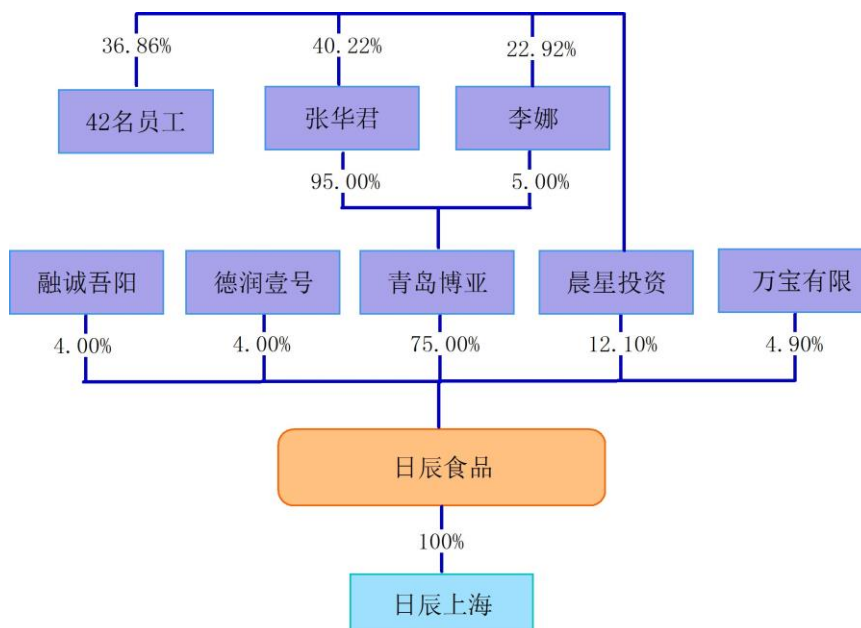 36.86%
40.22%
22.92%
42名员工
张华君
李娜
95.00%
5.00%
融诚吾阳
德润壹号
青岛博亚
晨星投资
万宝有限
4.00%
4.00%
75.00%
12.10%
4.90%
日辰食品
100%
日辰上海